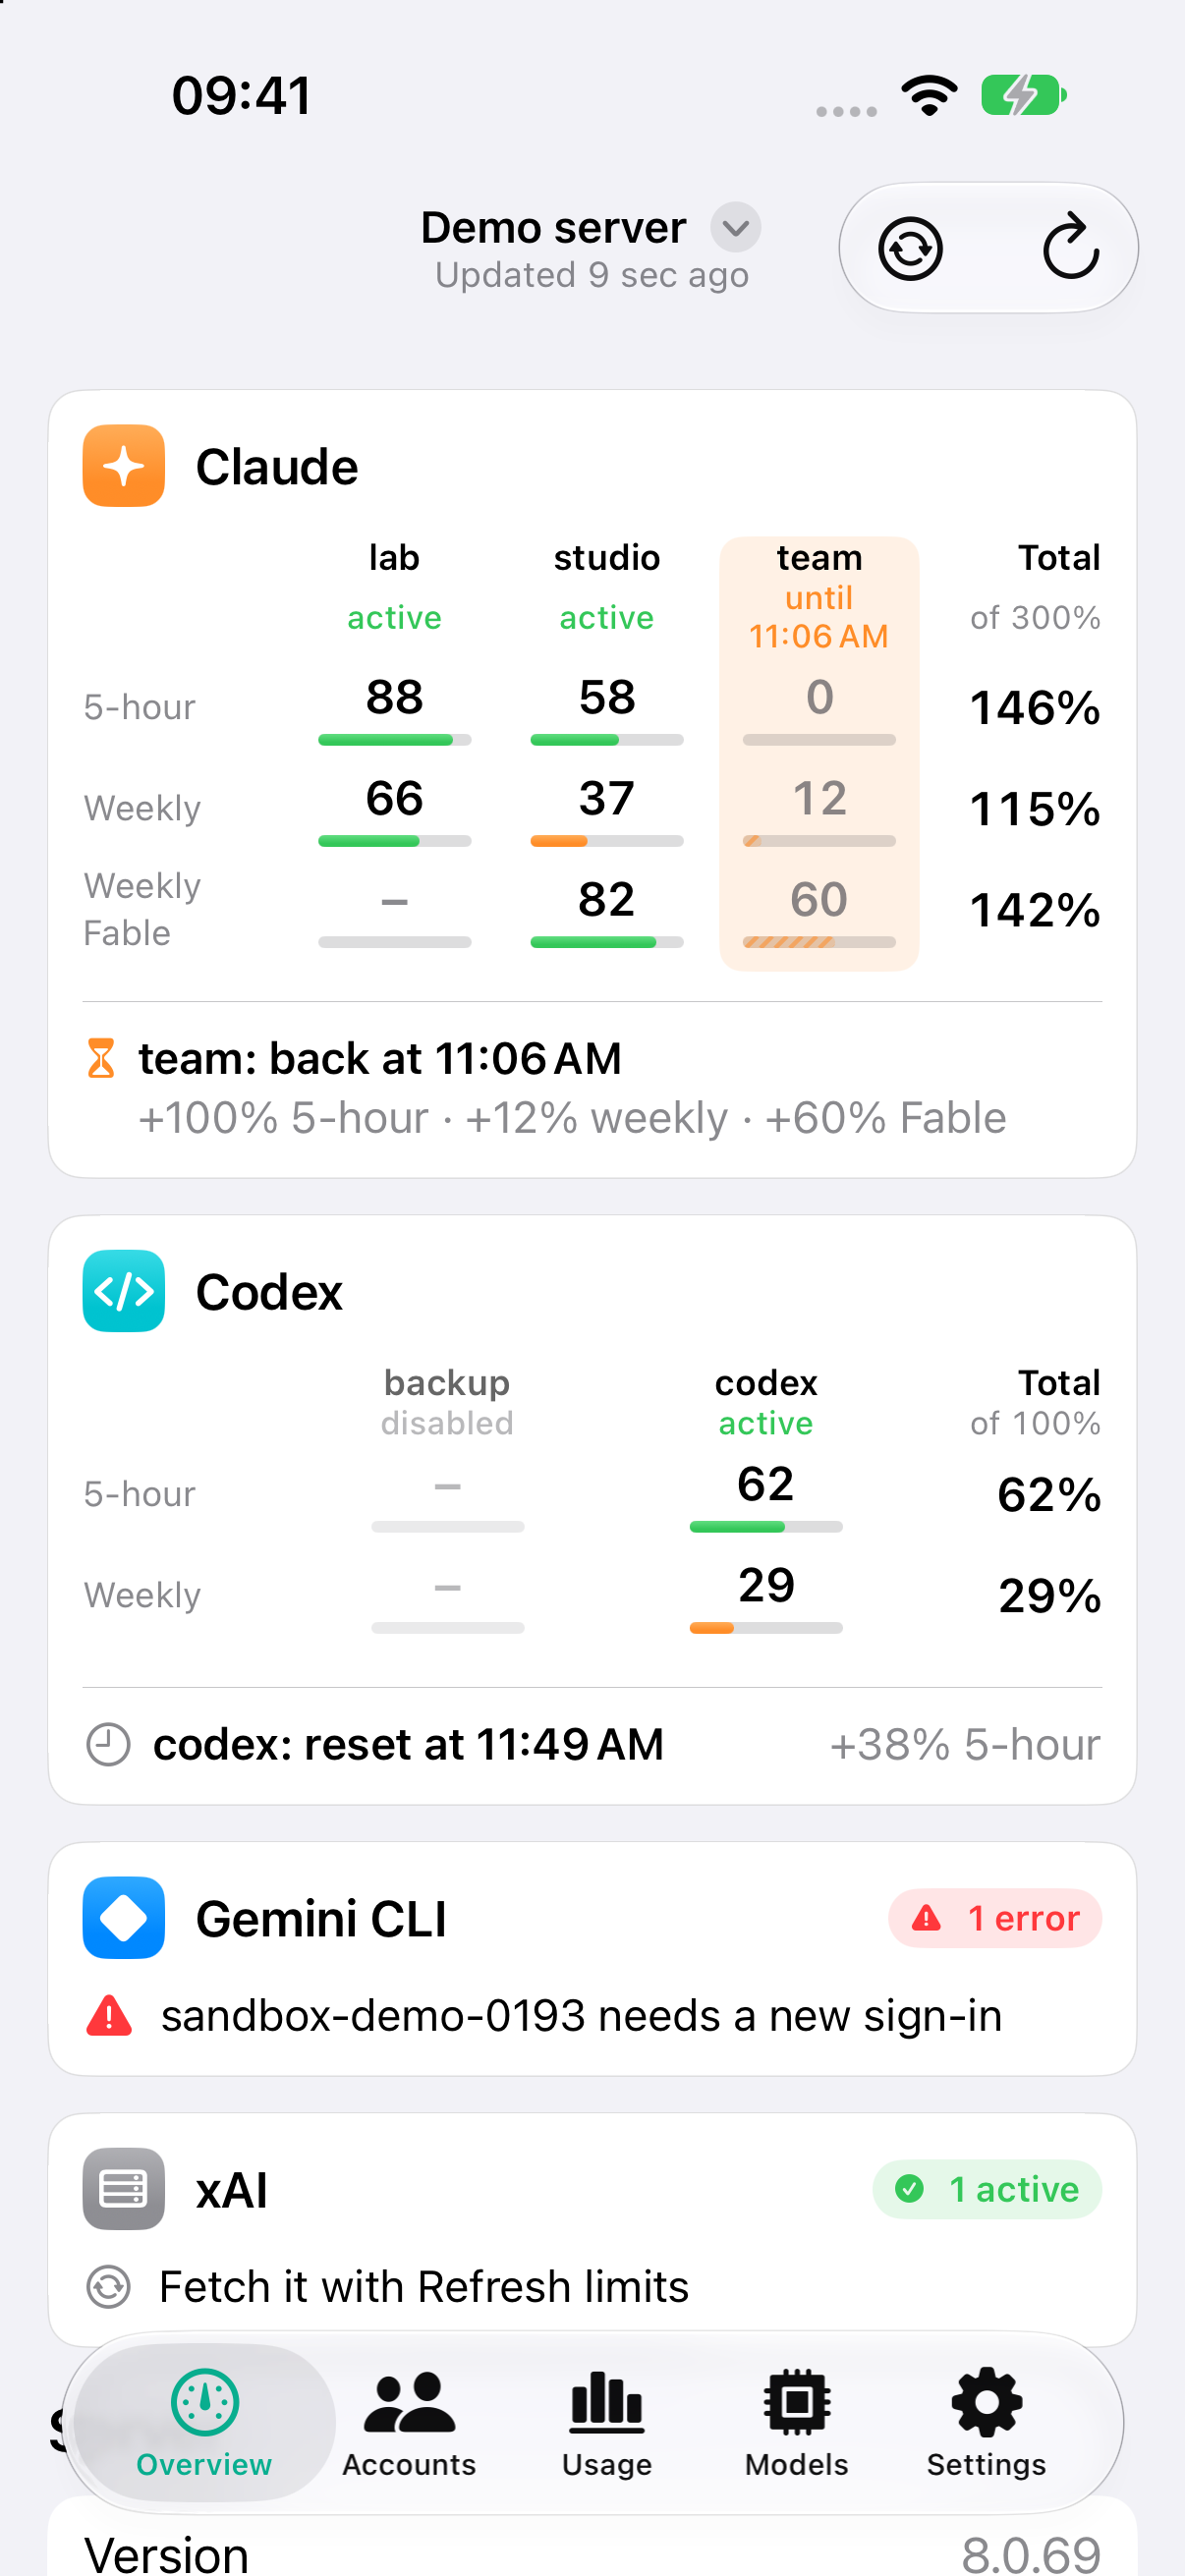 09:41
Demo server
Updated 9 sec ago
Claude
lab studio team Total
active active until 11:06 AM of 300%
5-hour 88 58 0 146%
Weekly 66 37 12 115%
Weekly Fable – 82 60 142%
team: back at 11:06 AM
+100% 5-hour · +12% weekly · +60% Fable
Codex
backup codex Total
disabled active of 100%
5-hour – 62 62%
Weekly – 29 29%
codex: reset at 11:49 AM +38% 5-hour
Gemini CLI 1 error
sandbox-demo-0193 needs a new sign-in
xAI 1 active
Fetch it with Refresh limits
Overview Accounts Usage Models Settings
Version 8.0.69